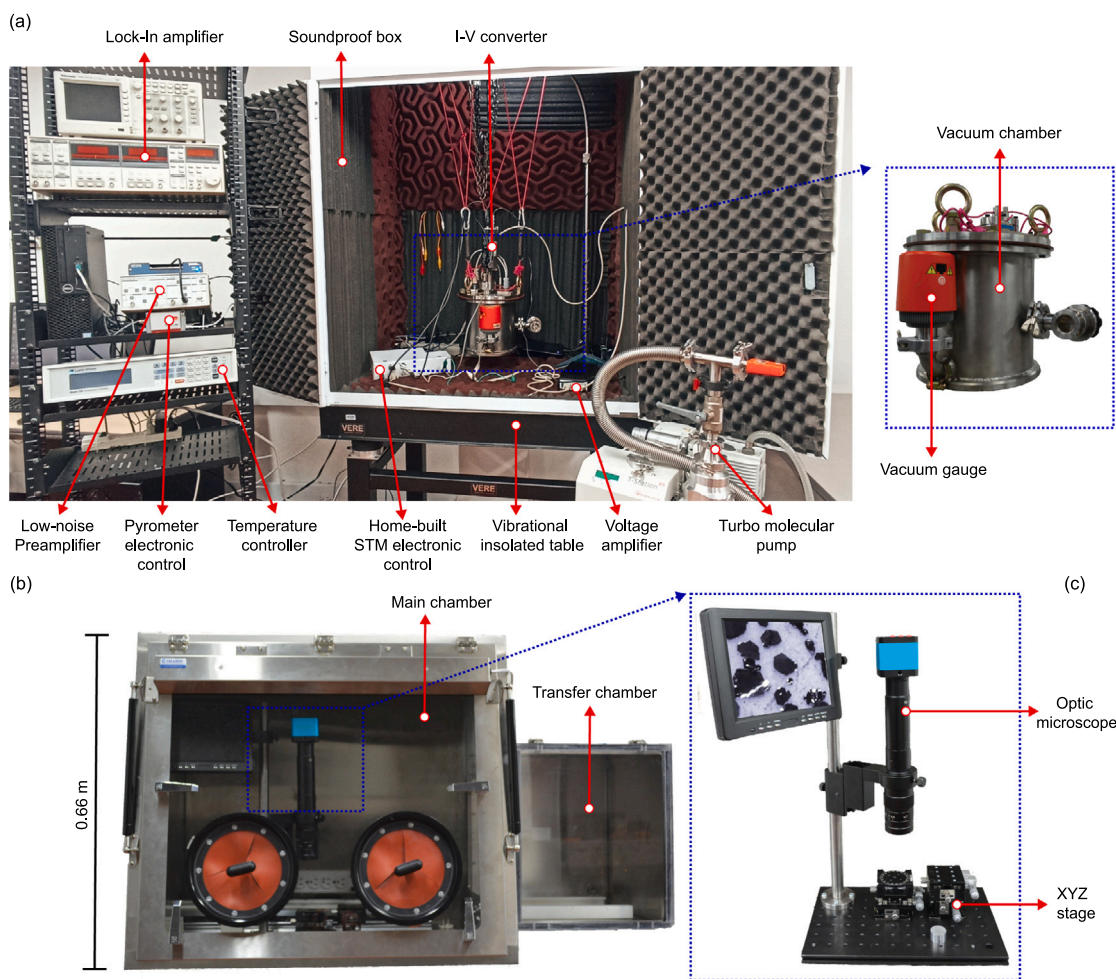 (a)
Lock-In amplifier
Soundproof box
I-V converter
Vacuum chamber
Vacuum gauge
VERE
VERE
Low-noise
Preamplifier
Pyrometer
electronic
control
Temperature
controller
Home-built
STM electronic
control
Vibrational
insolated table
Voltage
amplifier
Turbo molecular
pump
(b)
Main chamber
Transfer chamber
0.66 m
(c)
Optic
microscope
XYZ
stage